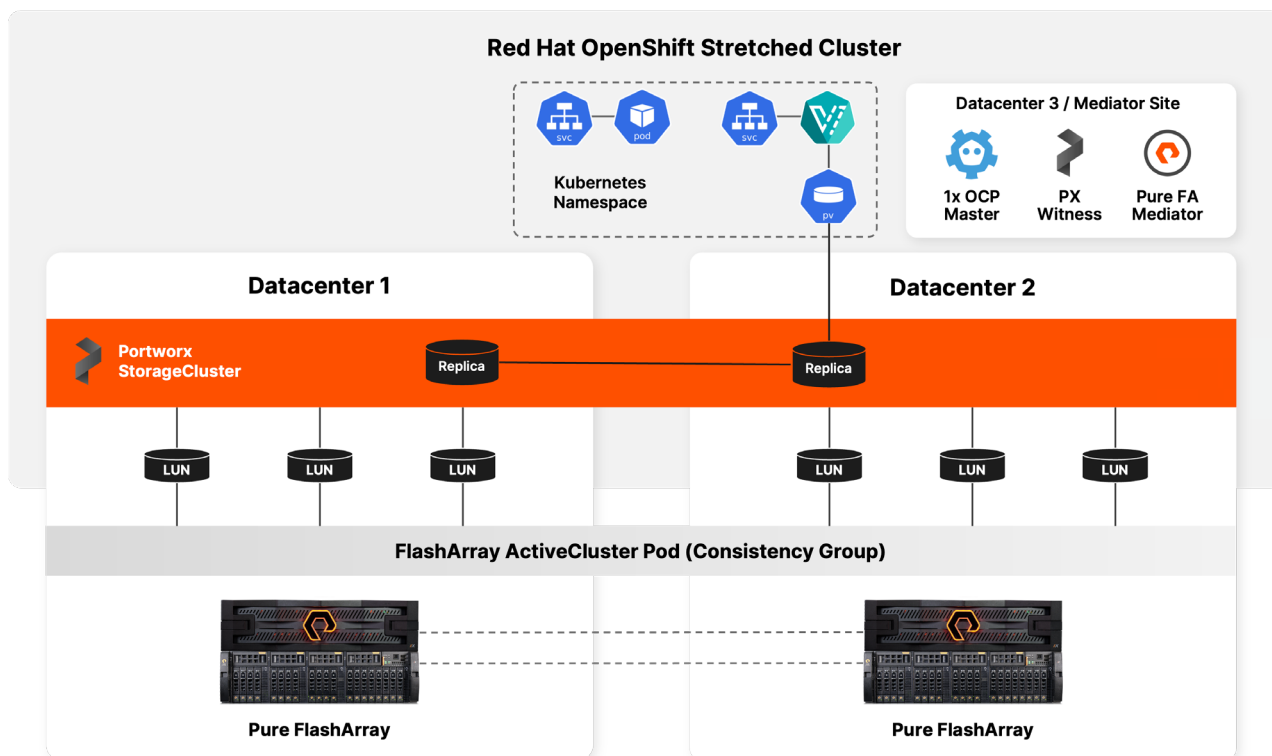 Red Hat OpenShift Stretched Cluster
svc
pod
svc
Kubernetes
Namespace
pv
Datacenter 3 / Mediator Site
1x OCP
Master
PX
Witness
Pure FA
Mediator
Datacenter 1
Datacenter 2
Portworx
StorageCluster
Replica
Replica
LUN
LUN
LUN
LUN
LUN
LUN
FlashArray ActiveCluster Pod (Consistency Group)
Pure FlashArray
Pure FlashArray